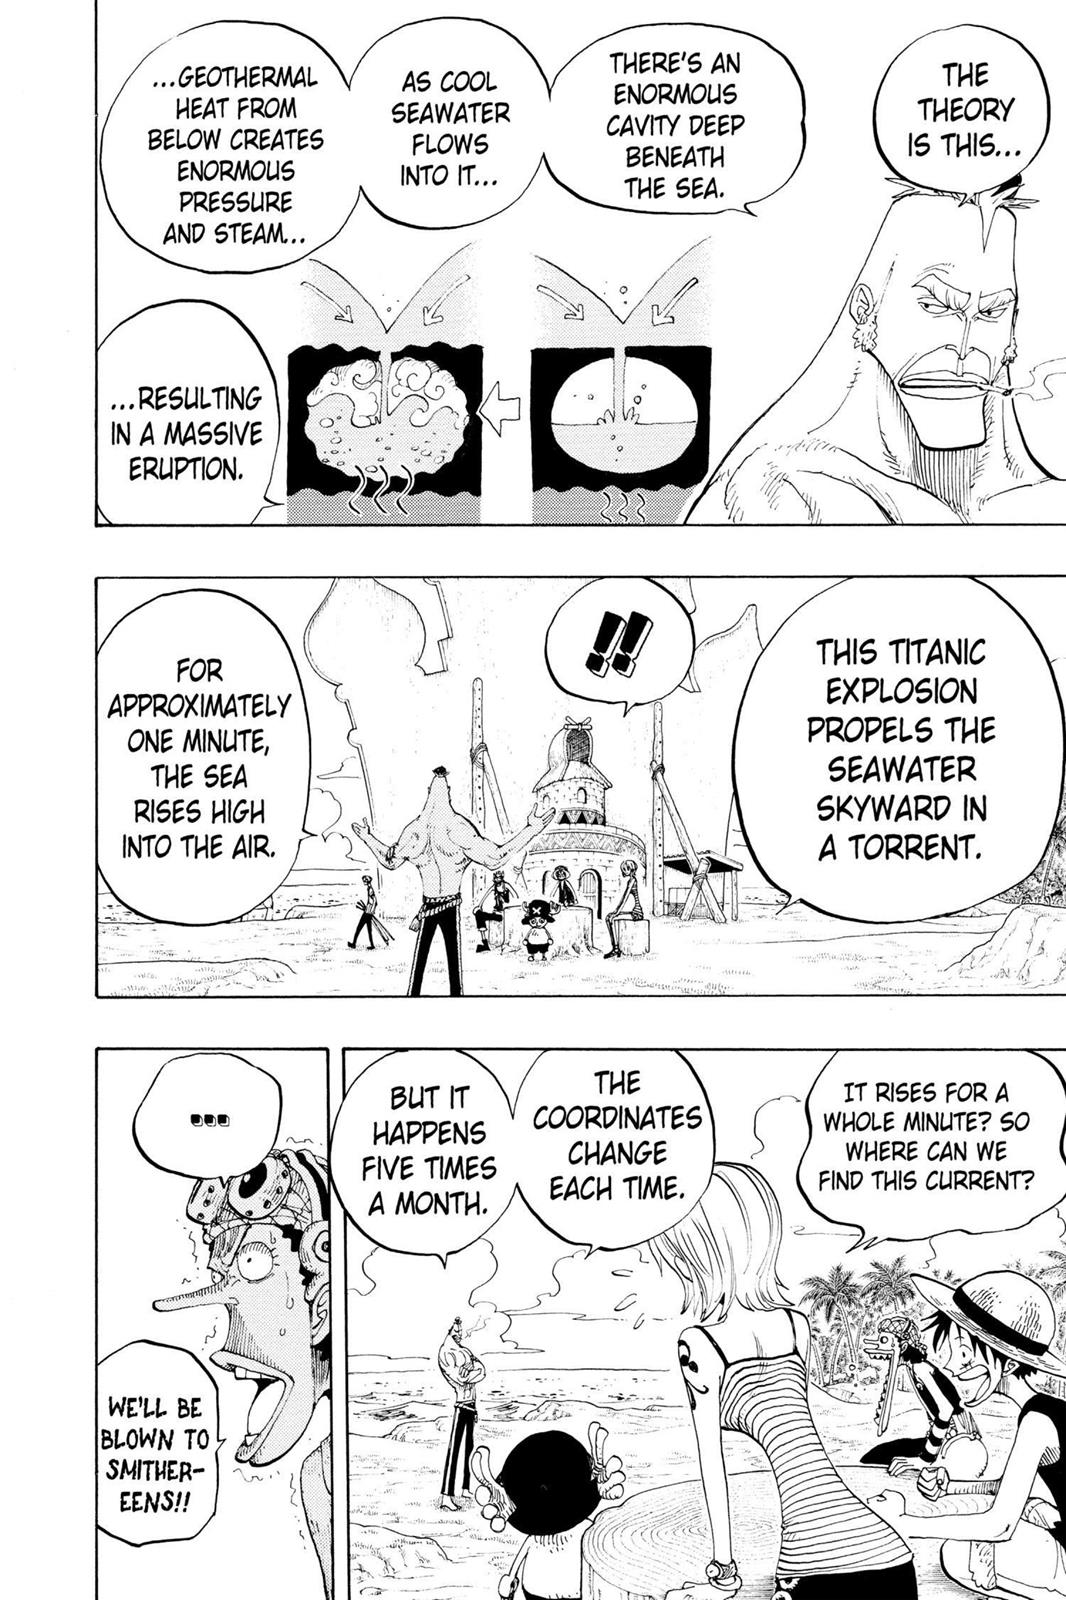 THE
THEORY
IS THIS...
THERE'S AN
ENORMOUS
CAVITY DEEP
BENEATH
THE SEA.
AS COOL
SEAWATER
FLOWS
INTO IT...
...GEOTHERMAL
HEAT FROM
BELOW CREATES
ENORMOUS
PRESSURE
AND STEAM...
...RESULTING
IN A MASSIVE
ERUPTION.
THIS TITANIC
EXPLOSION
PROPELS THE
SEAWATER
SKYWARD IN
A TORRENT.
!!
FOR
APPROXIMATELY
ONE MINUTE,
THE SEA
RISES HIGH
INTO THE AIR.
IT RISES FOR A
WHOLE MINUTE? SO
WHERE CAN WE
FIND THIS CURRENT?
THE
COORDINATES
CHANGE
EACH TIME.
BUT IT
HAPPENS
FIVE TIMES
A MONTH.
...
WE'LL BE
BLOWN TO
SMITHER-
EENS!!